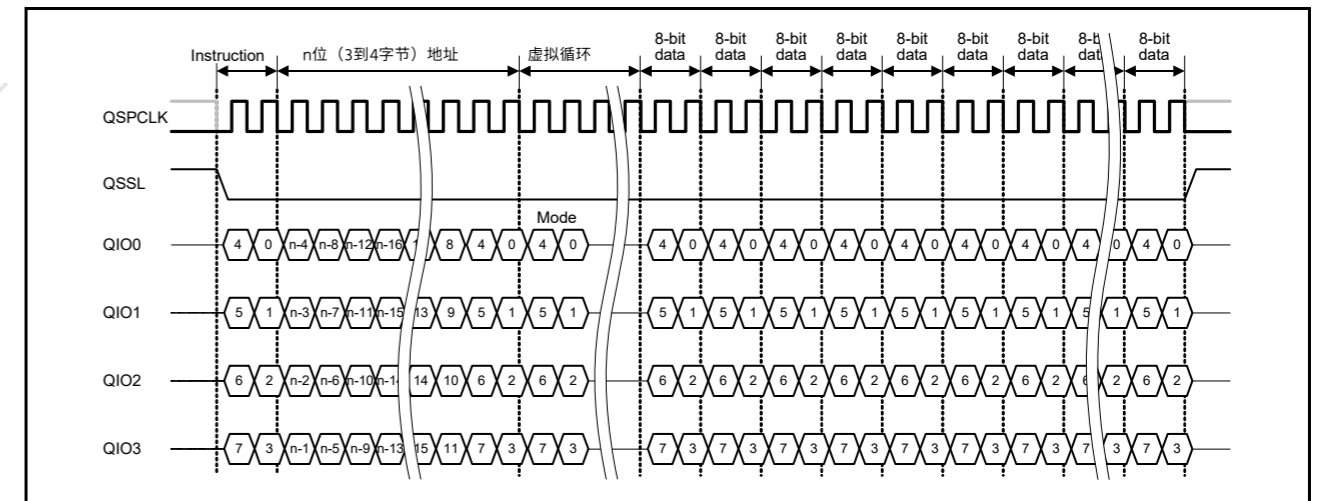 8-bit 8-bit 8-bit 8-bit 8-bit 8-bit 8-bit 8-bit
Instruction n位（3到4字节）地址 虚拟循环 data data data data data data data data
QSPCLK
QSSL
Mode
QIO0 4 0 n-4 n-8 n-12 n-16 8 4 0 4 0 4 0 4 0 4 0 4 0 4 0 4 0 4 0 4 0 4 0
QIO1 5 1 n-3 n-7 n-11 n-15 13 9 5 1 5 1 5 1 5 1 5 1 5 1 5 1 5 1 5 1 5 1 5 1
QIO2 6 2 n-2 n-6 n-10 14 10 6 2 6 2 6 2 6 2 6 2 6 2 6 2 6 2 6 2 6 2 6 2
QIO3 7 3 n-1 n-5 n-9 n-13 15 11 7 3 7 3 7 3 7 3 7 3 7 3 7 3 7 3 7 3 7 3 7 3